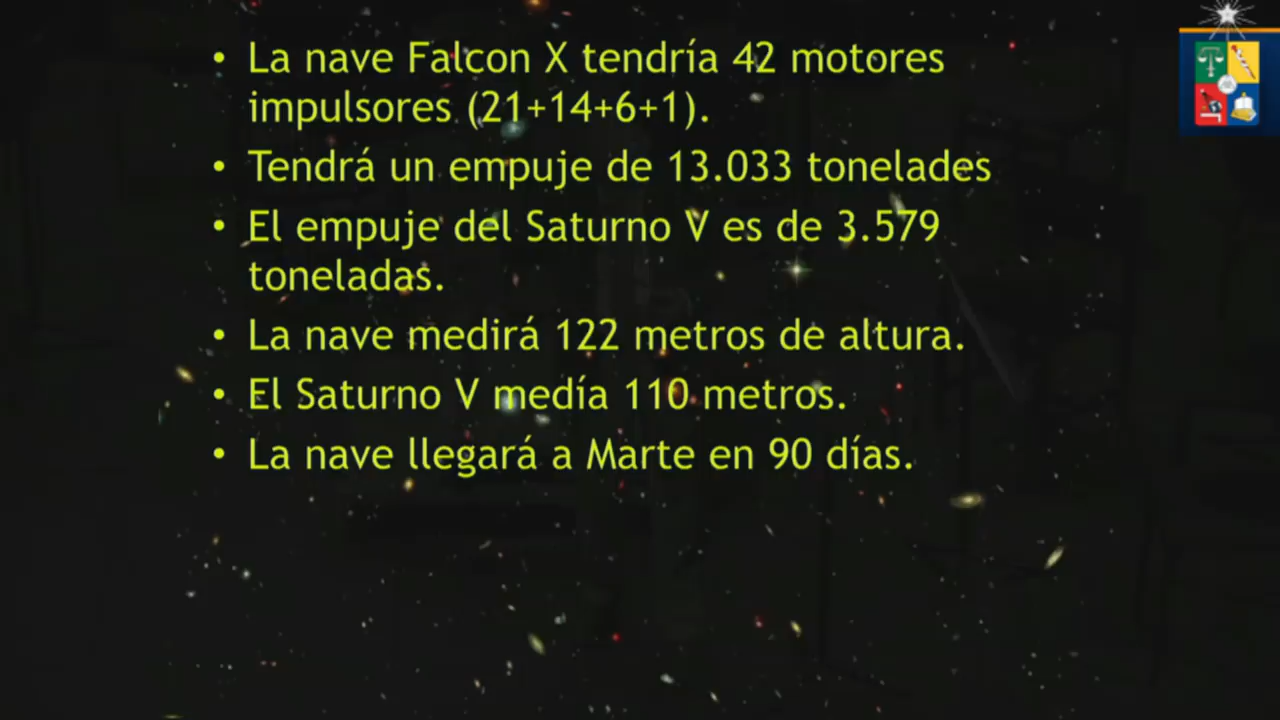 • La nave Falcon X tendría 42 motores
impulsores (21+14+6+1).
• Tendrá un empuje de 13.033 tonelades
• El empuje del Saturno V es de 3.579
toneladas.
• La nave medirá 122 metros de altura.
• El Saturno V medía 110 metros.
• La nave llegará a Marte en 90 días.